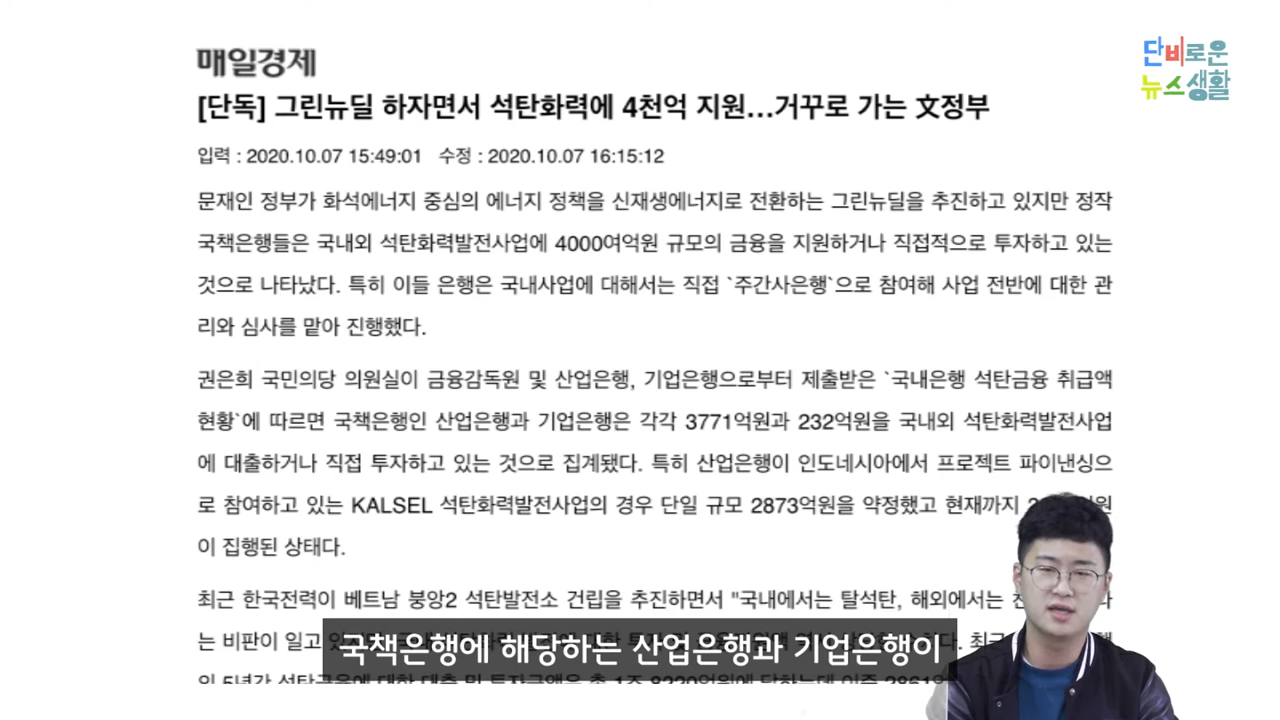 매일경제
단비로운
뉴스생활
[단독] 그린뉴딜 하자면서 석탄화력에 4천억 지원...거꾸로 가는 文정부
입력 : 2020.10.07 15:49:01 수정 : 2020.10.07 16:15:12
문재인 정부가 화석에너지 중심의 에너지 정책을 신재생에너지로 전환하는 그린뉴딜을 추진하고 있지만 정작
국책은행들은 국내외 석탄화력발전사업에 4000여억원 규모의 금융을 지원하거나 직접적으로 투자하고 있는
것으로 나타났다. 특히 이들 은행은 국내사업에 대해서는 직접 `주간사은행`으로 참여해 사업 전반에 대한 관
리와 심사를 맡아 진행했다.
권은희 국민의당 의원실이 금융감독원 및 산업은행, 기업은행으로부터 제출받은 `국내은행 석탄금융 취급액
현황`에 따르면 국책은행인 산업은행과 기업은행은 각각 3771억원과 232억원을 국내외 석탄화력발전사업
에 대출하거나 직접 투자하고 있는 것으로 집계됐다. 특히 산업은행이 인도네시아에서 프로젝트 파이낸싱으
로 참여하고 있는 KALSEL 석탄화력발전사업의 경우 단일 규모 2873억원을 약정했고 현재까지
이 집행된 상태다.
최근 한국전력이 베트남 붕앙2 석탄발전소 건립을 추진하면서 "국내에서는 탈석탄, 해외에서는
는 비판이 일고
국책은행에 해당하는 산업은행과 기업은행이